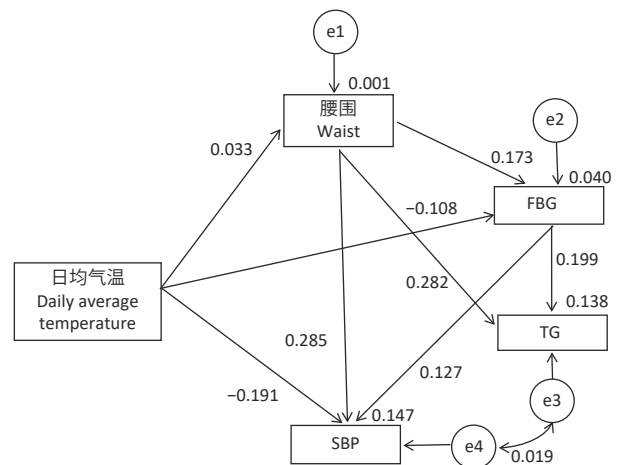 e1
0.001
腰围
Waist
e2
0.033
0.173
0.040
FBG
−0.108
日均气温
Daily average
temperature
0.199
0.282
0.138
TG
0.285
0.127
−0.191
e3
0.147
SBP
e4
0.019